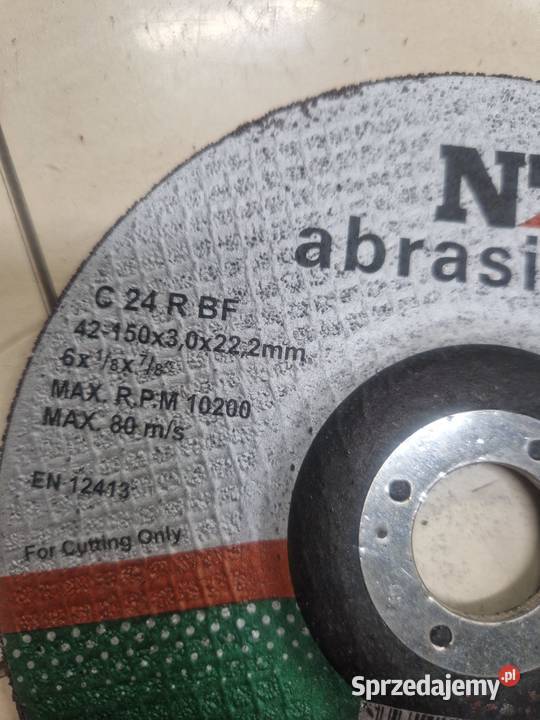 abrasi
C 24 R BF
42-150x3,0x22,2mm
6x 1/8x 7/8"
MAX. R.P.M 10200
MAX. 80 m/s
EN 12413
For Cutting Only
Sprzedajemy.pl